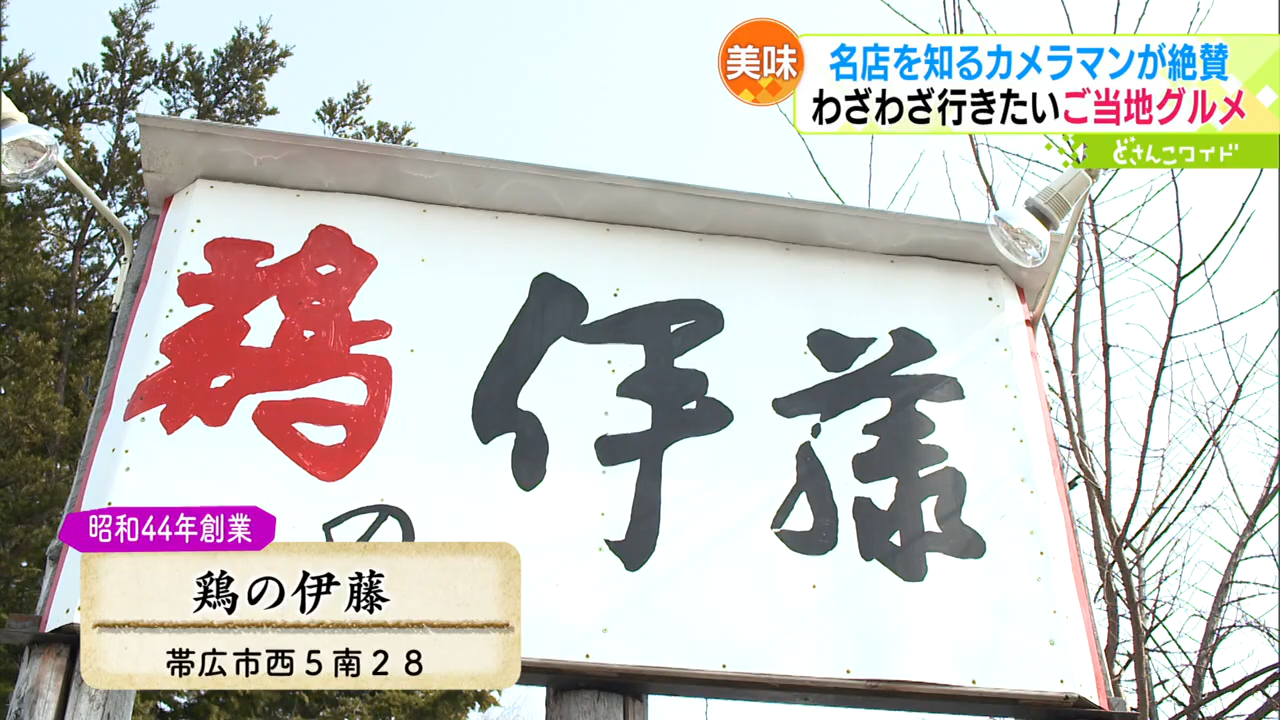 美味
名店を知るカメラマンが絶賛
わざわざ行きたいご当地グルメ
どさんこワイド
鶏の
伊藤
昭和44年創業
鶏の伊藤
帯広市西5南28